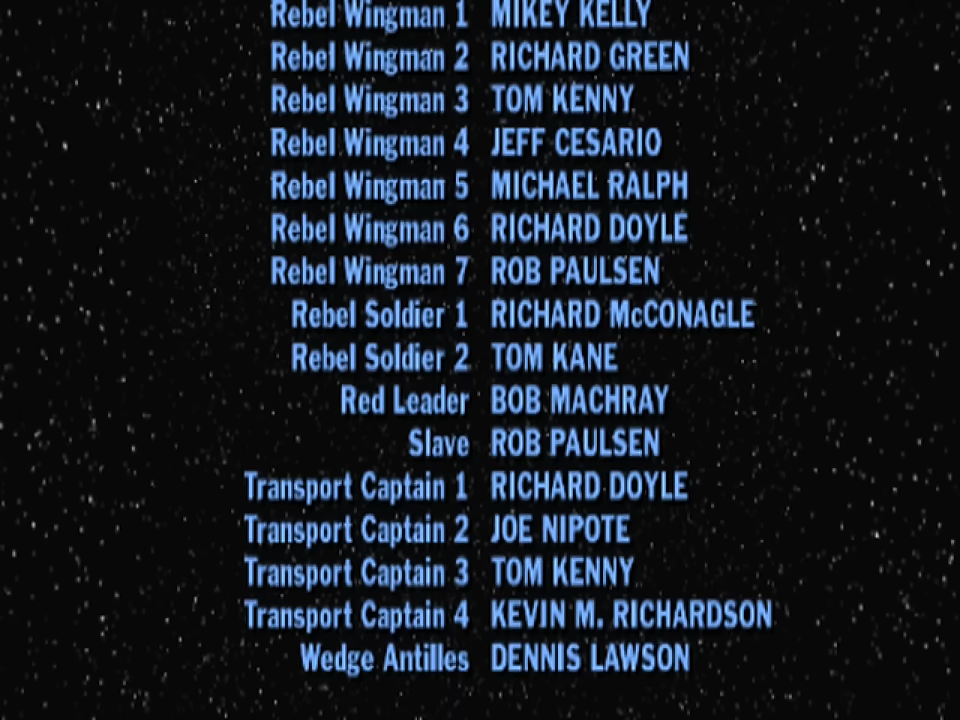 Rebel Wingman 1 MIKEY KELLY
Rebel Wingman 2 RICHARD GREEN
Rebel Wingman 3 TOM KENNY
Rebel Wingman 4 JEFF CESARIO
Rebel Wingman 5 MICHAEL RALPH
Rebel Wingman 6 RICHARD DOYLE
Rebel Wingman 7 ROB PAULSEN
Rebel Soldier 1 RICHARD McCONAGLE
Rebel Soldier 2 TOM KANE
Red Leader BOB MACHRAY
Slave ROB PAULSEN
Transport Captain 1 RICHARD DOYLE
Transport Captain 2 JOE NIPOTE
Transport Captain 3 TOM KENNY
Transport Captain 4 KEVIN M. RICHARDSON
Wedge Antilles DENNIS LAWSON